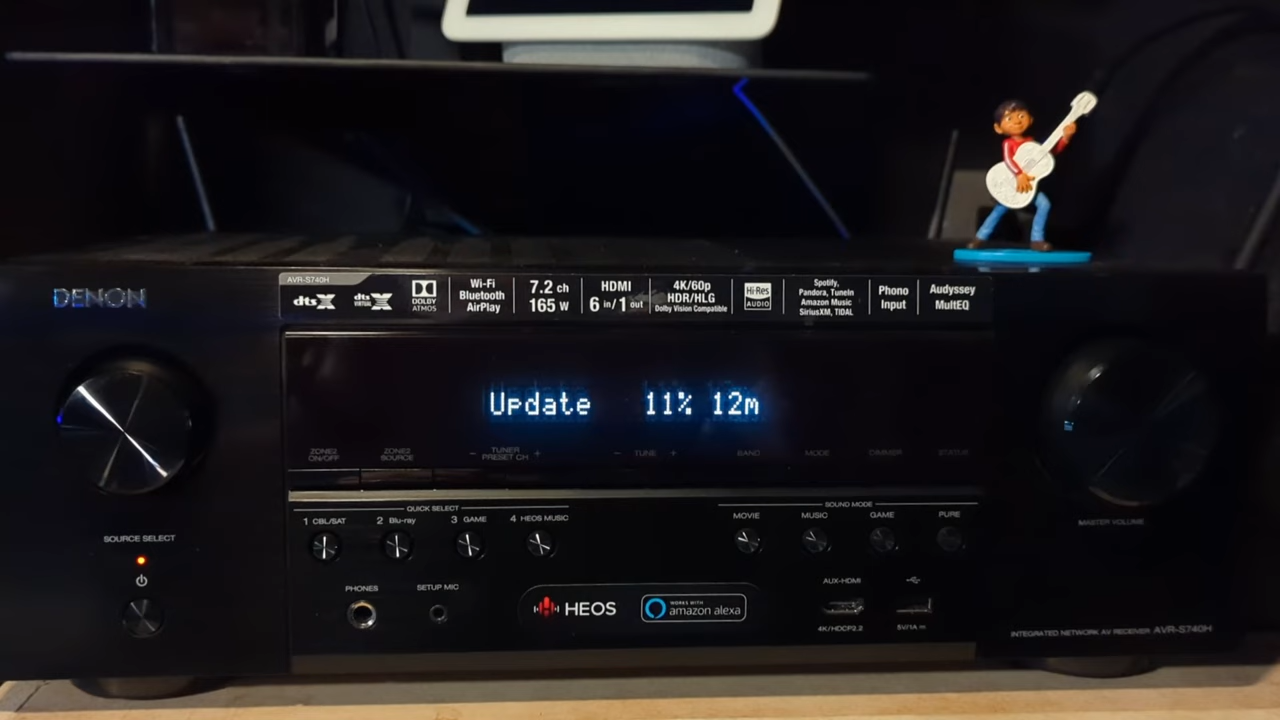 DENON
AVR-S740H
dts X
dts X
VIRTUAL
DOLBY
ATMOS
Wi-Fi
Bluetooth
AirPlay
7.2 ch
165 W
HDMI
6 in/1 out
4K/60p
HDR/HLG
Dolby Vision Compatible
Hi-Res
AUDIO
Spotify,
Pandora, TuneIn
Amazon Music
SiriusXM, TIDAL
Phono
Input
Audyssey
MultEQ
Update 11% 12m
ZONE2
ON/OFF
ZONE2
SOURCE
TUNER
- PRESET CH +
- TUNE +
BAND
MODE
DIMMER
STATUS
QUICK SELECT
1 CBL/SAT
2 Blu-ray
3 GAME
4 HEOS MUSIC
SOUND MODE
MOVIE
MUSIC
GAME
PURE
MASTER VOLUME
SOURCE SELECT
PHONES
SETUP MIC
HEOS
WORKS WITH
amazon alexa
AUX-HDMI
4K/HDCP2.2
5V/1A
INTEGRATED NETWORK AV RECEIVER AVR-S740H